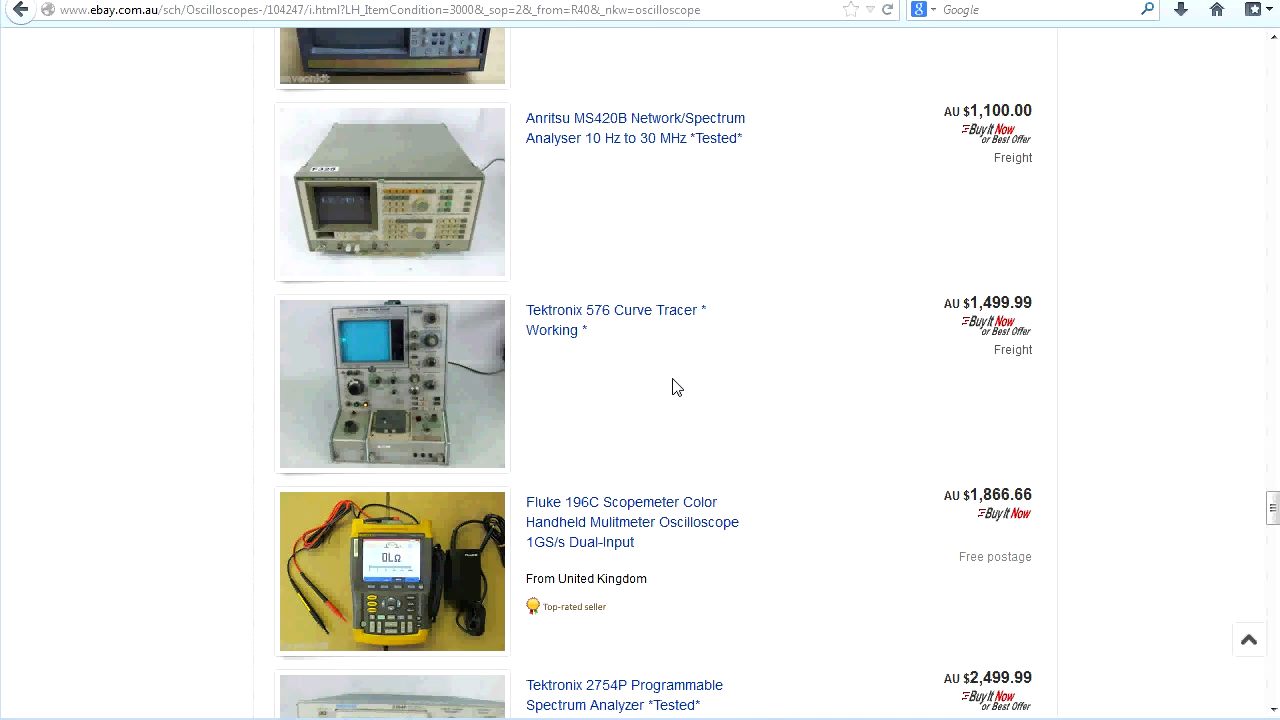 www.ebay.com.au/sch/Oscilloscopes-/104247/i.html?LH_ItemCondition=3000&_sop=2&_from=R40&_nkw=oscilloscope
Google
Anritsu MS420B Network/Spectrum
Analyser 10 Hz to 30 MHz *Tested*
AU $1,100.00
Buy It Now
or Best Offer
Freight
Tektronix 576 Curve Tracer *
Working *
AU $1,499.99
Buy It Now
or Best Offer
Freight
OLΩ
Fluke 196C Scopemeter Color
Handheld Mulitmeter Oscilloscope
1GS/s Dual-Input
From United Kingdom
Top-rated seller
AU $1,866.66
Buy It Now
Free postage
Tektronix 2754P Programmable
Spectrum Analyzer *Tested*
AU $2,499.99
Buy It Now
or Best Offer